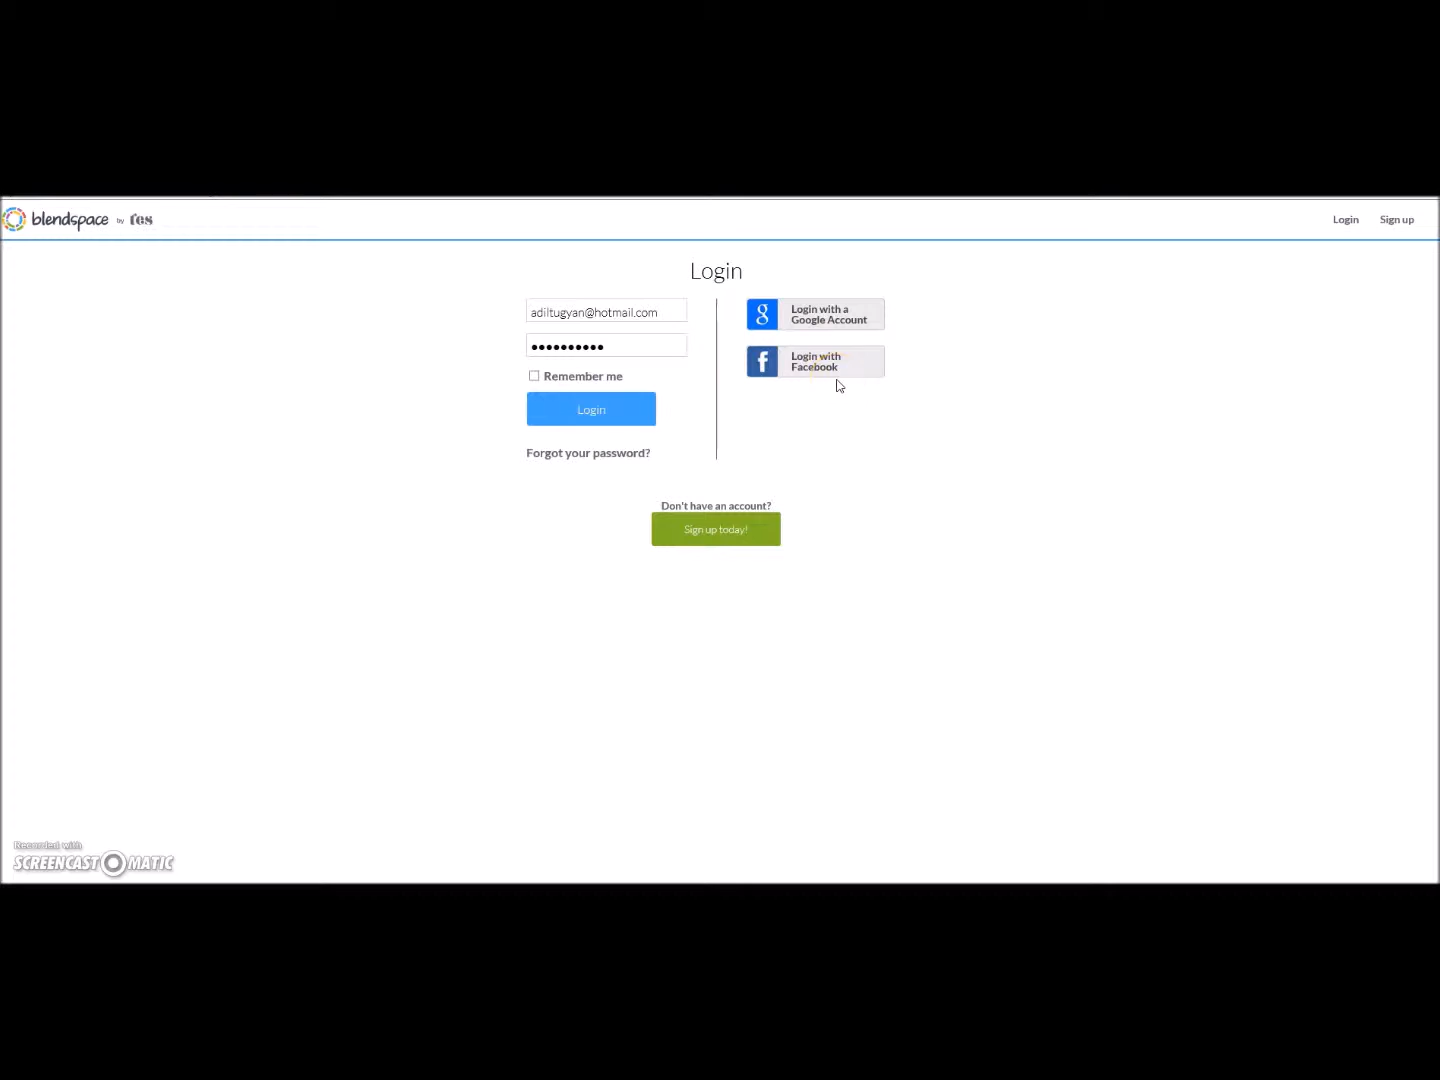 blendspace by tes
Login Sign up
Login
adiltugyan@hotmail.com
Login with a
Google Account
Login with
Facebook
Remember me
Login
Forgot your password?
Don't have an account?
Sign up today!
Recorded with
SCREENCAST MATIC